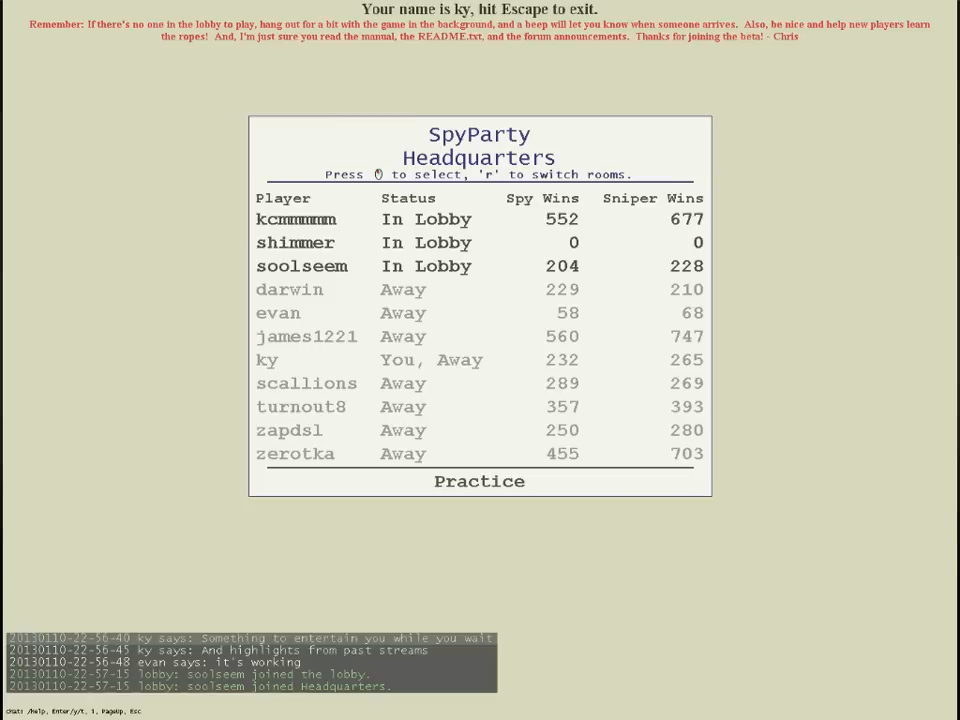 Your name is ky, hit Escape to exit.
Remember: If there's no one in the lobby to play, hang out for a bit with the game in the background, and a beep will let you know when someone arrives. Also, be nice and help new players learn
the ropes! And, I'm just sure you read the manual, the README.txt, and the forum announcements. Thanks for joining the beta! - Chris
SpyParty
Headquarters
Press to select, 'r' to switch rooms.
Player Status Spy Wins Sniper Wins
kcmmmmm In Lobby 552 677
shimmer In Lobby 0 0
soolseem In Lobby 204 228
darwin Away 229 210
evan Away 58 68
james1221 Away 560 747
ky You, Away 232 265
scallions Away 289 269
turnout8 Away 357 393
zapdsl Away 250 280
zerotka Away 455 703
Practice
20130110-22-56-40 ky says: Something to entertain you while you wait
20130110-22-56-45 ky says: And highlights from past streams
20130110-22-56-48 evan says: it's working
20130110-22-57-15 lobby: soolseem joined the lobby.
20130110-22-57-15 lobby: soolseem joined Headquarters.
Chat: /help, Enter/y/t, 1, PageUp, Esc